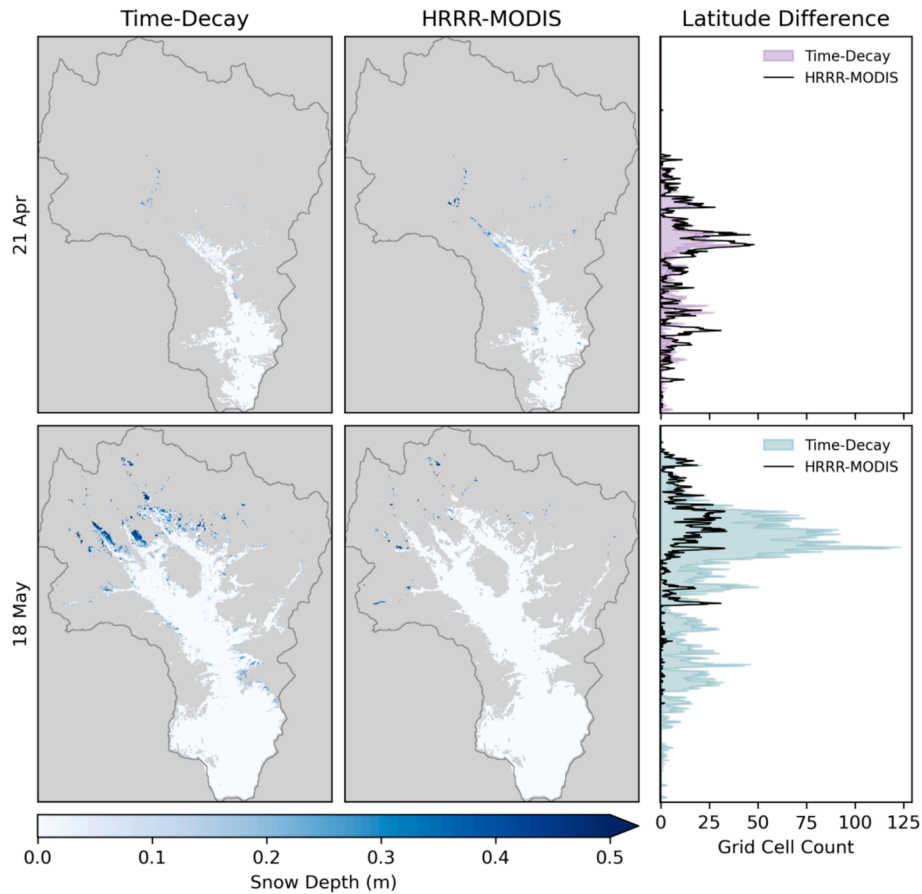 Time-Decay
HRRR-MODIS
Latitude Difference
21 Apr
Time-Decay
HRRR-MODIS
18 May
Time-Decay
HRRR-MODIS
0.0 0.1 0.2 0.3 0.4 0.5
Snow Depth (m)
0 25 50 75 100 125
Grid Cell Count